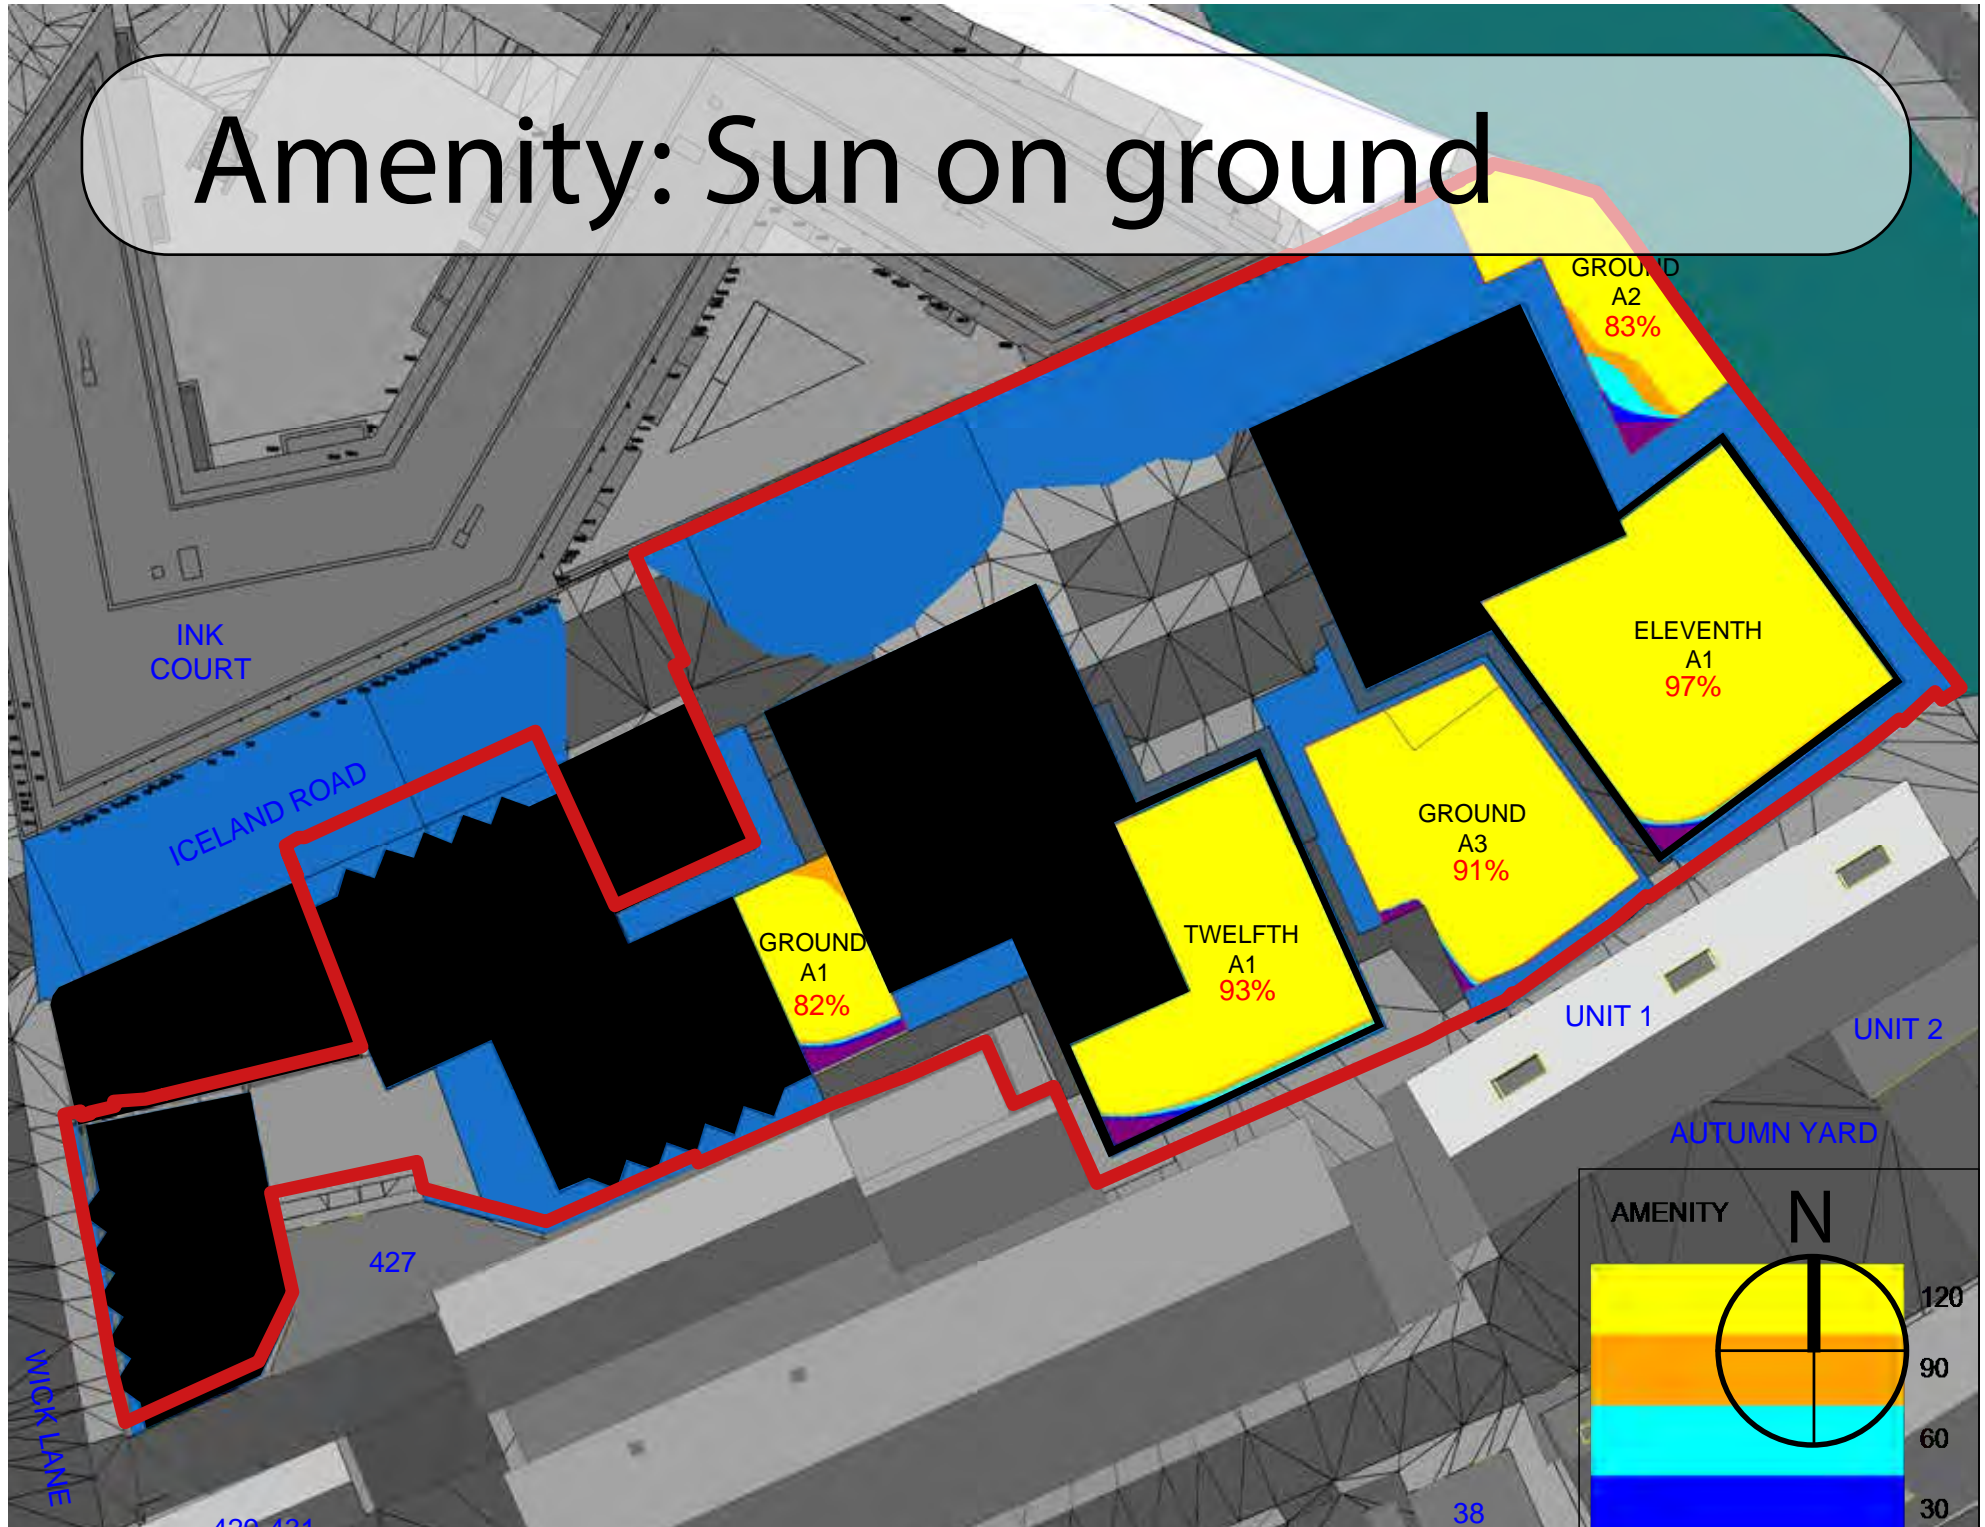 Amenity: Sun on ground
GROUND
A2
83%
INK
COURT
ELEVENTH
A1
97%
ICELAND ROAD
GROUND
A3
91%
GROUND
A1
82%
TWELFTH
A1
93%
UNIT 1
UNIT 2
AUTUMN YARD
AMENITY
N
427
120
90
60
30
WICK LANE
38
429-431